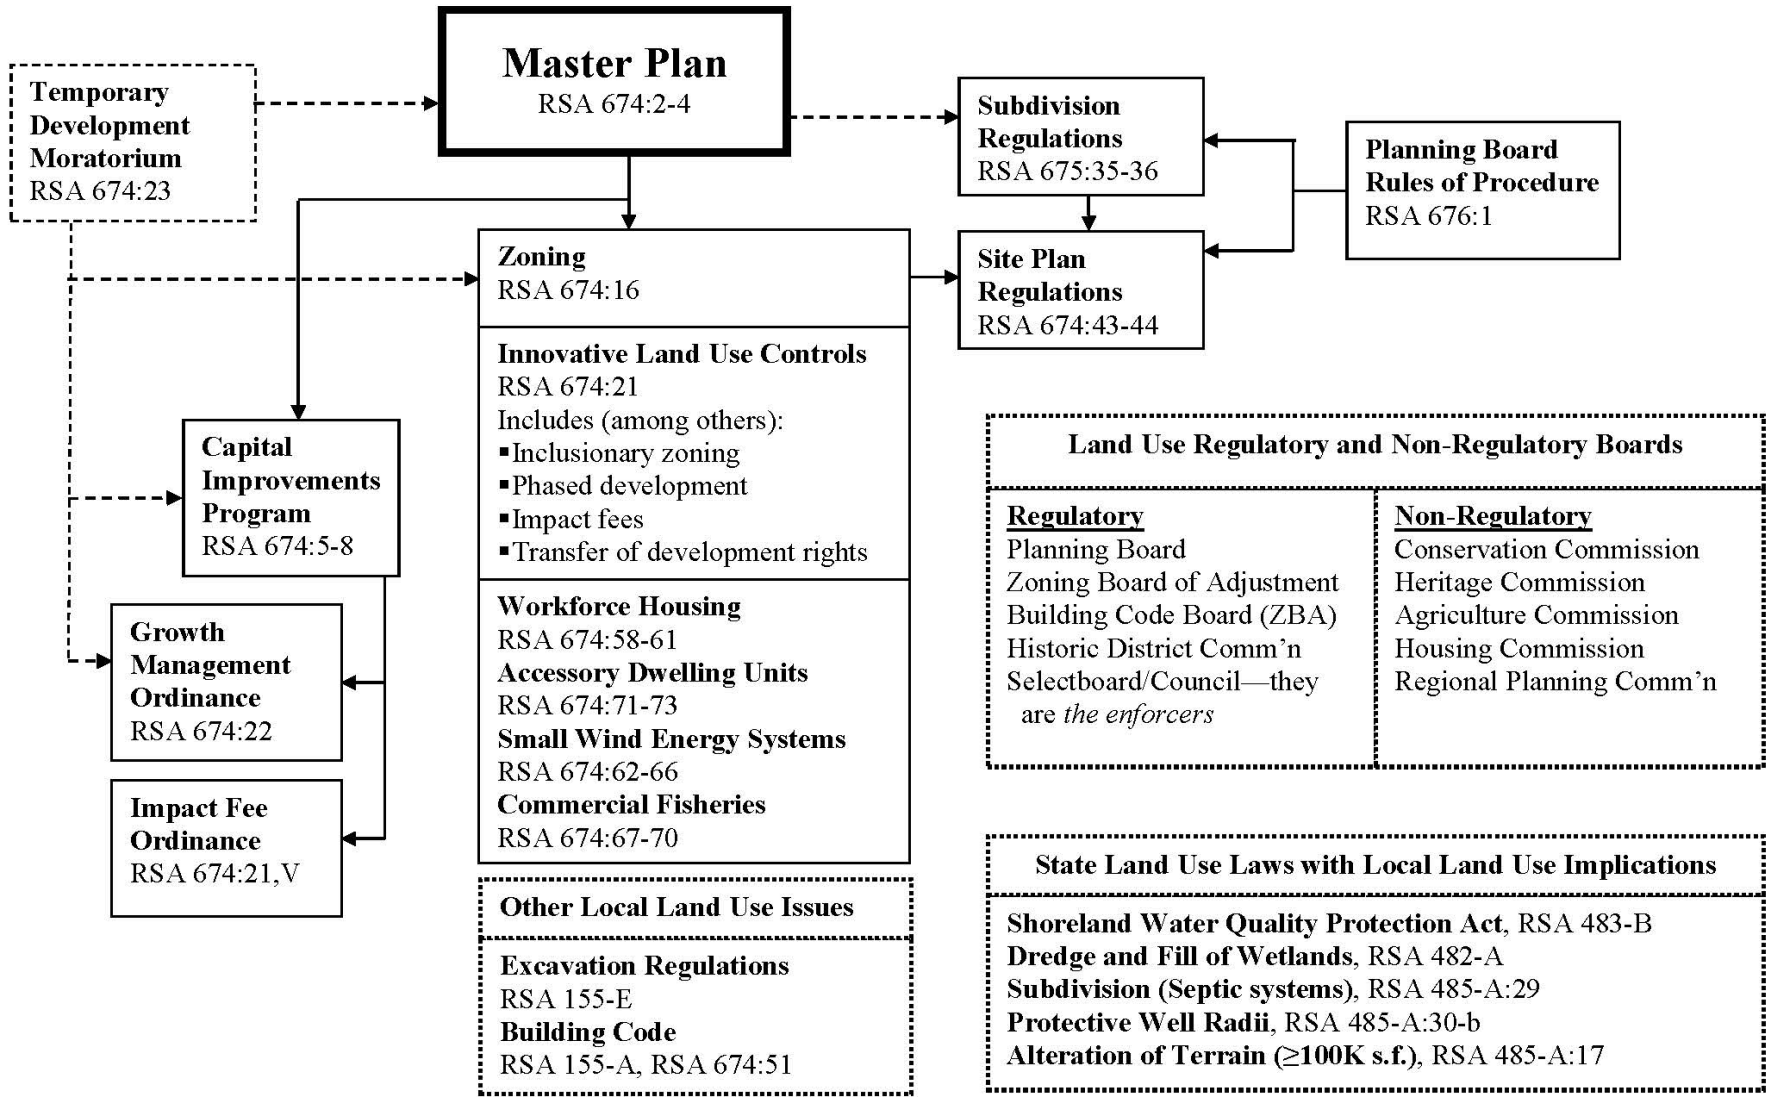 Master Plan
RSA 674:2-4
Temporary
Development
Moratorium
RSA 674:23
Subdivision
Regulations
RSA 675:35-36
Planning Board
Rules of Procedure
RSA 676:1
Zoning
RSA 674:16
Site Plan
Regulations
RSA 674:43-44
Innovative Land Use Controls
RSA 674:21
Includes (among others):
▪Inclusionary zoning
▪Phased development
▪Impact fees
▪Transfer of development rights
Capital
Improvements
Program
RSA 674:5-8
Growth
Management
Ordinance
RSA 674:22
Impact Fee
Ordinance
RSA 674:21,V
Workforce Housing
RSA 674:58-61
Accessory Dwelling Units
RSA 674:71-73
Small Wind Energy Systems
RSA 674:62-66
Commercial Fisheries
RSA 674:67-70
Other Local Land Use Issues
Excavation Regulations
RSA 155-E
Building Code
RSA 155-A, RSA 674:51
Land Use Regulatory and Non-Regulatory Boards
Regulatory
Planning Board
Zoning Board of Adjustment
Building Code Board (ZBA)
Historic District Comm’n
Selectboard/Council—they
are the enforcers
Non-Regulatory
Conservation Commission
Heritage Commission
Agriculture Commission
Housing Commission
Regional Planning Comm’n
State Land Use Laws with Local Land Use Implications
Shoreland Water Quality Protection Act, RSA 483-B
Dredge and Fill of Wetlands, RSA 482-A
Subdivision (Septic systems), RSA 485-A:29
Protective Well Radii, RSA 485-A:30-b
Alteration of Terrain (≥100K s.f.), RSA 485-A:17